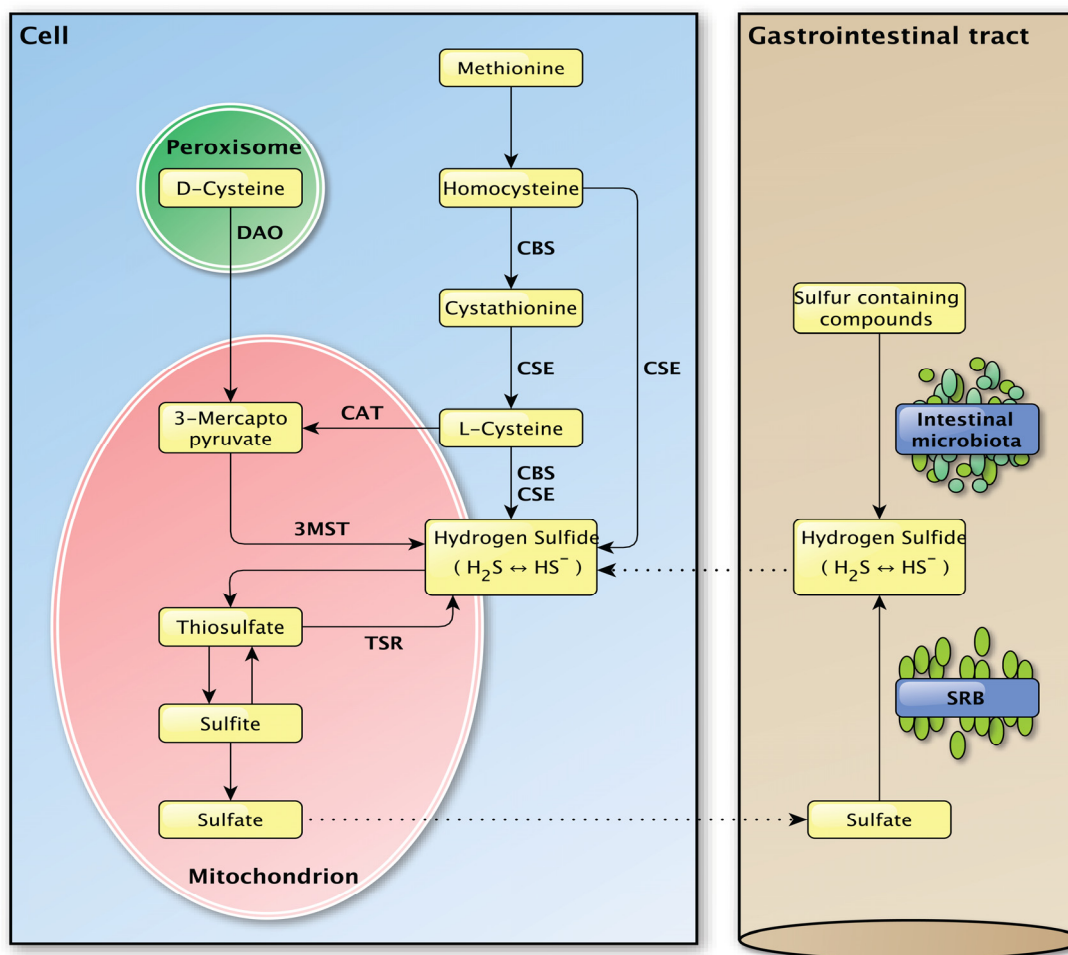 Cell
Methionine
Peroxisome
D-Cysteine
DAO
Homocysteine
CBS
Cystathionine
CSE
CSE
3-Mercapto
pyruvate
CAT
L-Cysteine
CBS
CSE
3MST
Hydrogen Sulfide
( H₂S ↔ HS⁻ )
Thiosulfate
TSR
Sulfite
Sulfate
Mitochondrion
Gastrointestinal tract
Sulfur containing
compounds
Intestinal
microbiota
Hydrogen Sulfide
( H₂S ↔ HS⁻ )
SRB
Sulfate